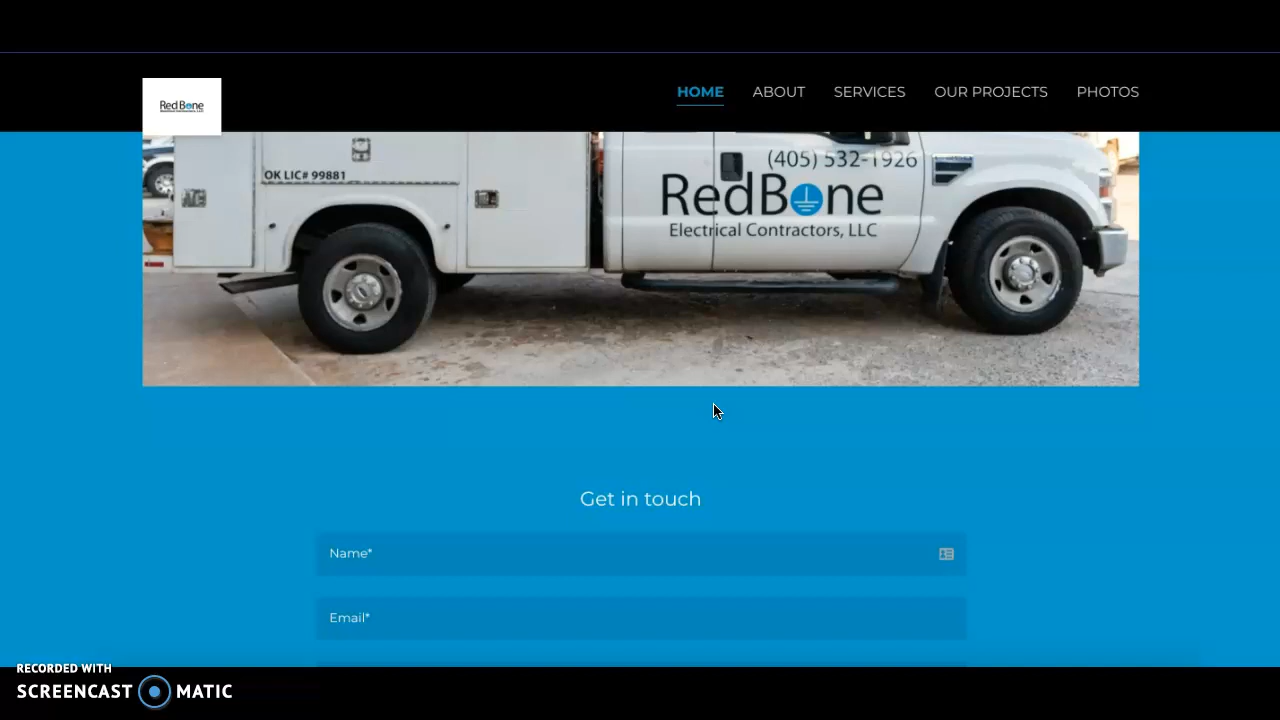 RedBone
HOME ABOUT SERVICES OUR PROJECTS PHOTOS
(405) 532-1926
OK LIC# 99881
RedBone
Electrical Contractors, LLC
Get in touch
Name*
Email*
RECORDED WITH
SCREENCAST MATIC